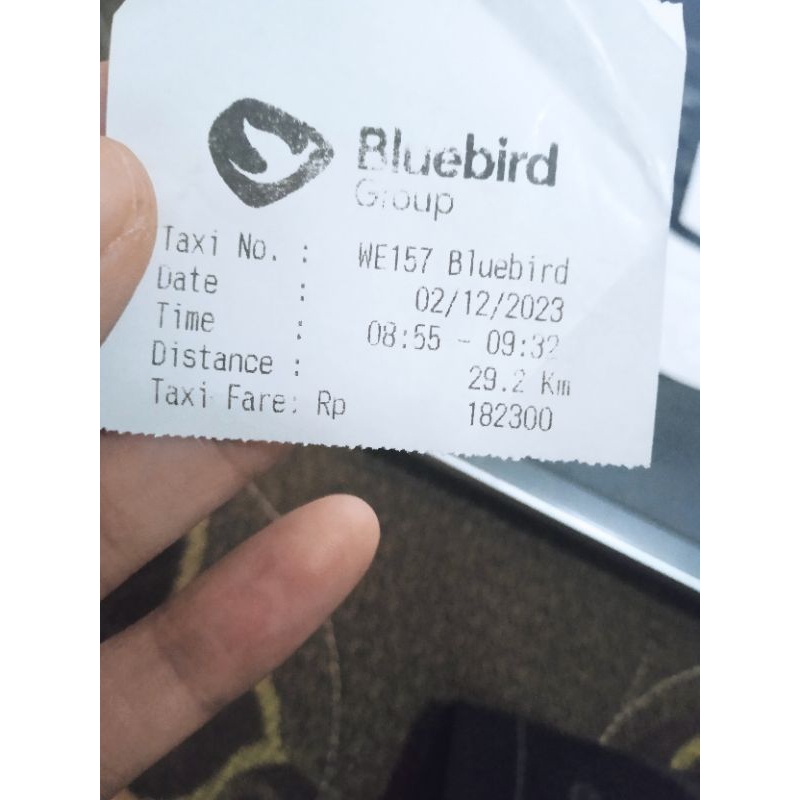 Bluebird
Group
Taxi No. : WE157 Bluebird
Date : 02/12/2023
Time : 08:55 - 09:32
Distance : 29.2 Km
Taxi Fare: Rp 182300